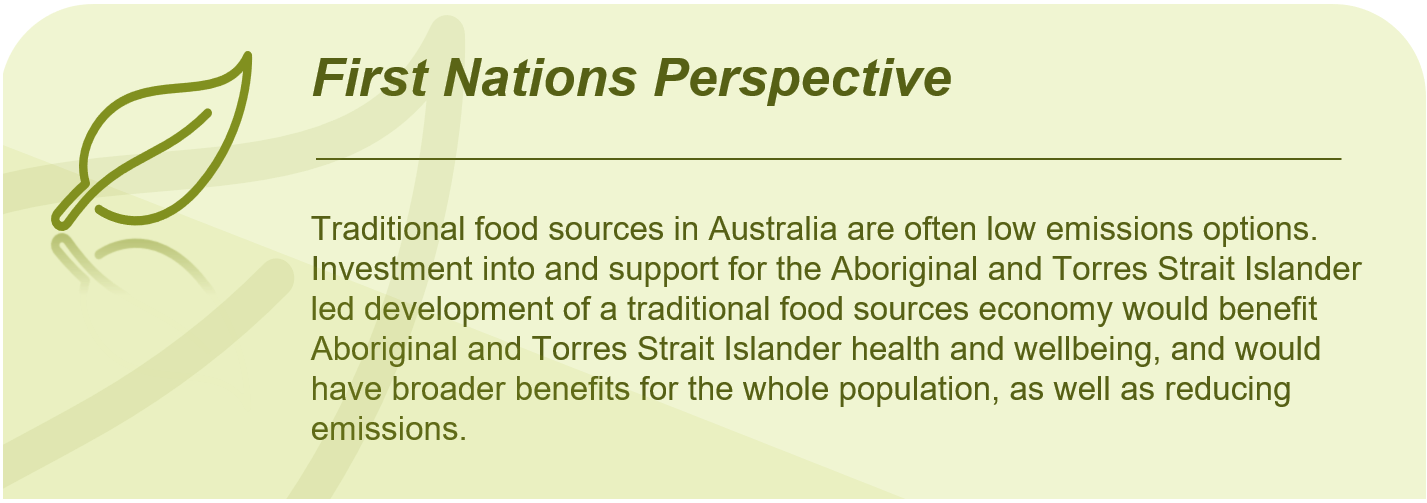 First Nations Perspective
Traditional food sources in Australia are often low emissions options.
Investment into and support for the Aboriginal and Torres Strait Islander
led development of a traditional food sources economy would benefit
Aboriginal and Torres Strait Islander health and wellbeing, and would
have broader benefits for the whole population, as well as reducing
emissions.